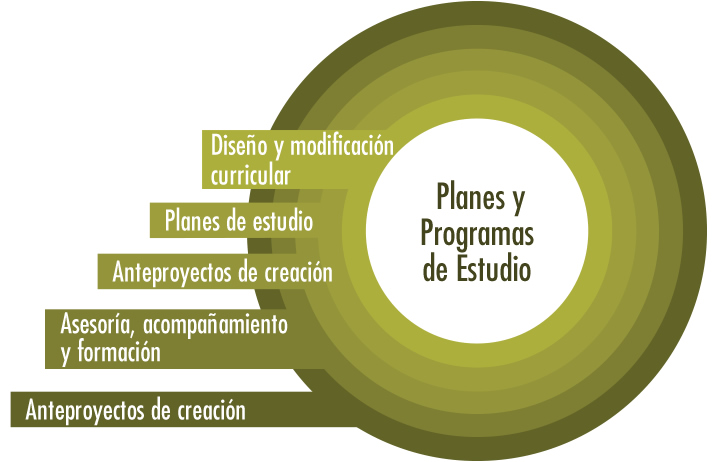 Diseño y modificación
curricular
Planes de estudio
Anteproyectos de creación
Asesoría, acompañamiento
y formación
Anteproyectos de creación
Planes y
Programas
de Estudio